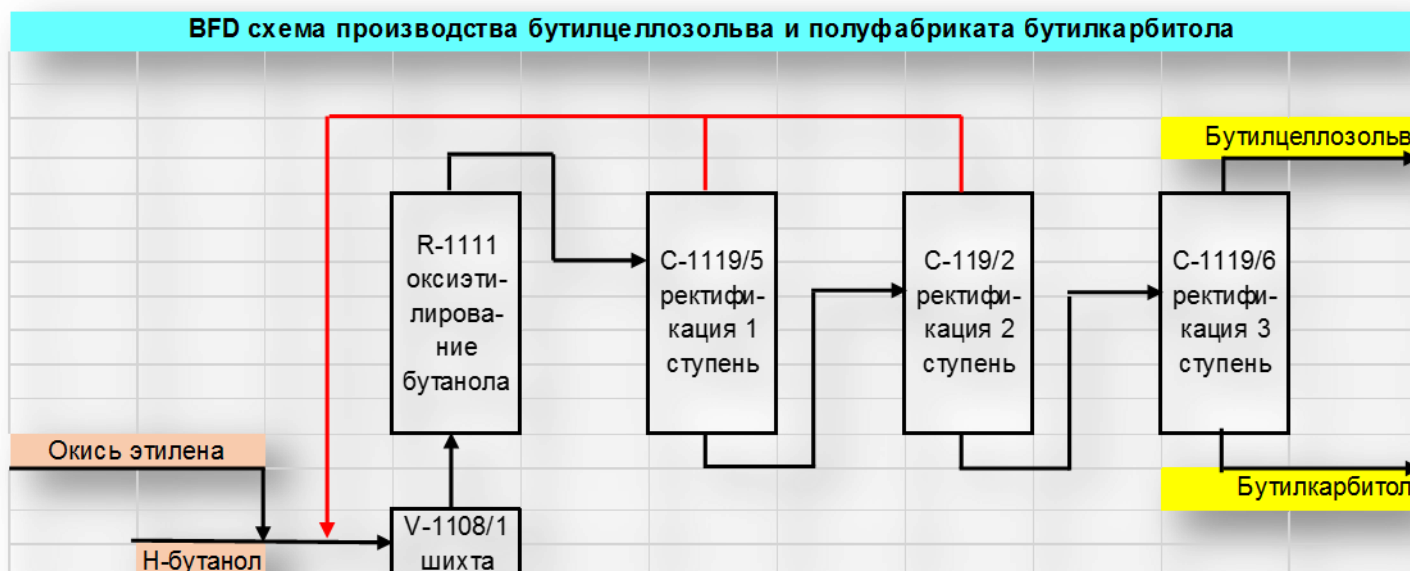 BFD схема производства бутилцеллозольва и полуфабриката бутилкарбитола
Бутилцеллозольв
R-1111
оксиэти-
лирова-
ние
бутанола
С-1119/5
ректифи-
кация 1
ступень
С-119/2
ректифи-
кация 2
ступень
С-1119/6
ректифи-
кация 3
ступень
Окись этилена
Бутилкарбитол
Н-бутанол
V-1108/1
шихта